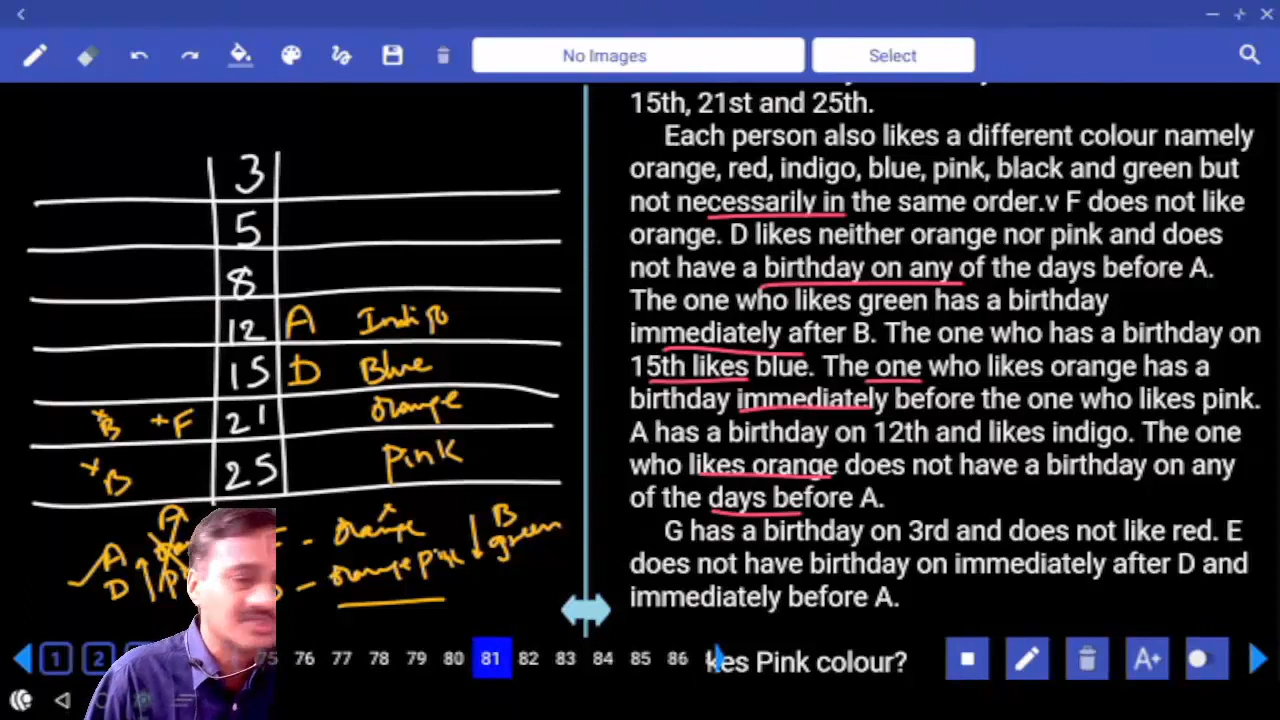 No Images
Select
15th, 21st and 25th.
Each person also likes a different colour namely
orange, red, indigo, blue, pink, black and green but
not necessarily in the same order.v F does not like
orange. D likes neither orange nor pink and does
not have a birthday on any of the days before A.
The one who likes green has a birthday
immediately after B. The one who has a birthday on
15th likes blue. The one who likes orange has a
birthday immediately before the one who likes pink.
A has a birthday on 12th and likes indigo. The one
who likes orange does not have a birthday on any
of the days before A.
G has a birthday on 3rd and does not like red. E
does not have birthday on immediately after D and
immediately before A.
kes Pink colour?
3
5
8
12 A Indigo
15 D Blue
B F 21 orange
B 25 Pink
A
A - orange B
D - orange pink green
1 2 75 76 77 78 79 80 81 82 83 84 85 86
A+